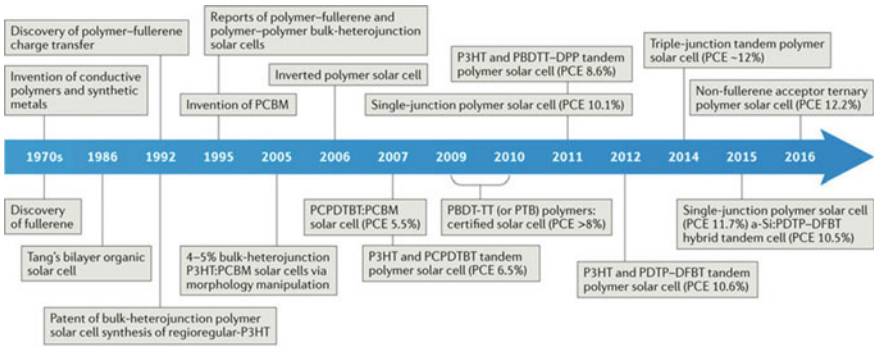 Discovery of polymer–fullerene
charge transfer
Reports of polymer–fullerene and
polymer–polymer bulk-heterojunction
solar cells
P3HT and PBDTT–DPP tandem
polymer solar cell (PCE 8.6%)
Triple-junction tandem polymer
solar cell (PCE ~12%)
Invention of conductive
polymers and synthetic
metals
Invention of PCBM
Inverted polymer solar cell
Single-junction polymer solar cell (PCE 10.1%)
Non-fullerene acceptor ternary
polymer solar cell (PCE 12.2%)
1970s 1986 1992 1995 2005 2006 2007 2009 2010 2011 2012 2014 2015 2016
Discovery
of fullerene
PCPDTBT:PCBM
solar cell (PCE 5.5%)
PBDT-TT (or PTB) polymers:
certified solar cell (PCE >8%)
Single-junction polymer solar cell
(PCE 11.7%) a-Si:PDTP–DFBT
hybrid tandem cell (PCE 10.5%)
Tang's bilayer organic
solar cell
4–5% bulk-heterojunction
P3HT:PCBM solar cells via
morphology manipulation
P3HT and PCPDTBT tandem
polymer solar cell (PCE 6.5%)
P3HT and PDTP–DFBT tandem
polymer solar cell (PCE 10.6%)
Patent of bulk-heterojunction polymer
solar cell synthesis of regioregular-P3HT